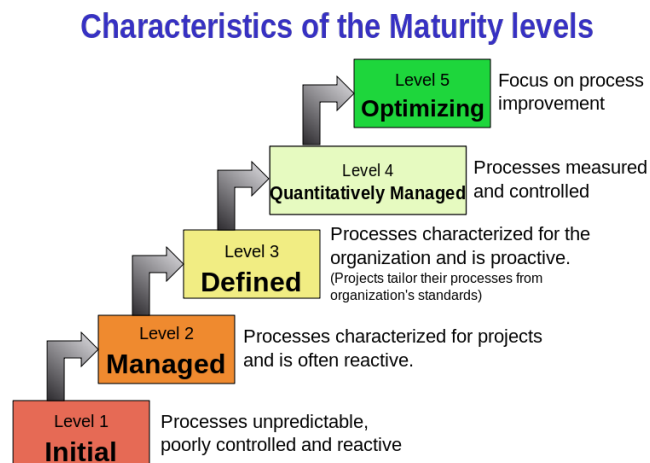 Characteristics of the Maturity levels
Level 5
Optimizing
Focus on process
improvement
Level 4
Quantitatively Managed
Processes measured
and controlled
Level 3
Defined
Processes characterized for the
organization and is proactive.
(Projects tailor their processes from
organization's standards)
Level 2
Managed
Processes characterized for projects
and is often reactive.
Level 1
Initial
Processes unpredictable,
poorly controlled and reactive